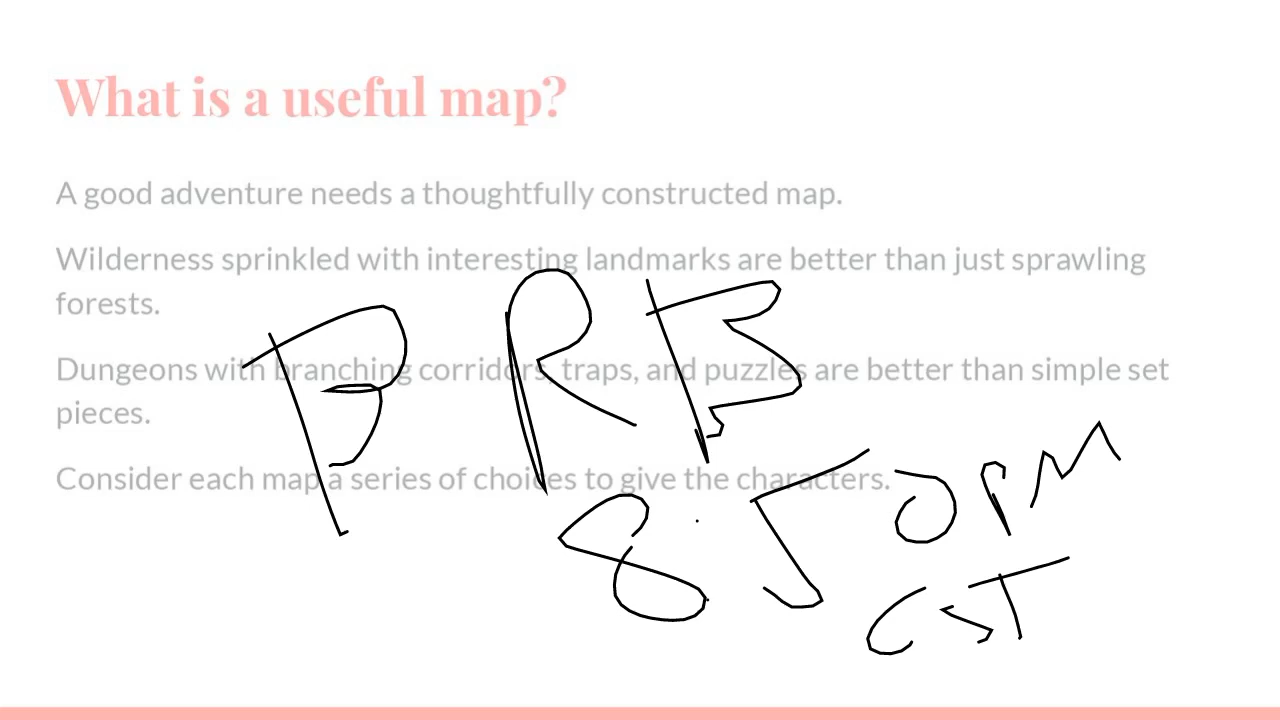 What is a useful map?
A good adventure needs a thoughtfully constructed map.
Wilderness sprinkled with interesting landmarks are better than just sprawling
forests.
Dungeons with branching corridors, traps, and puzzles are better than simple set
pieces.
Consider each map a series of choices to give the characters.
BRB
8:50PM
CST